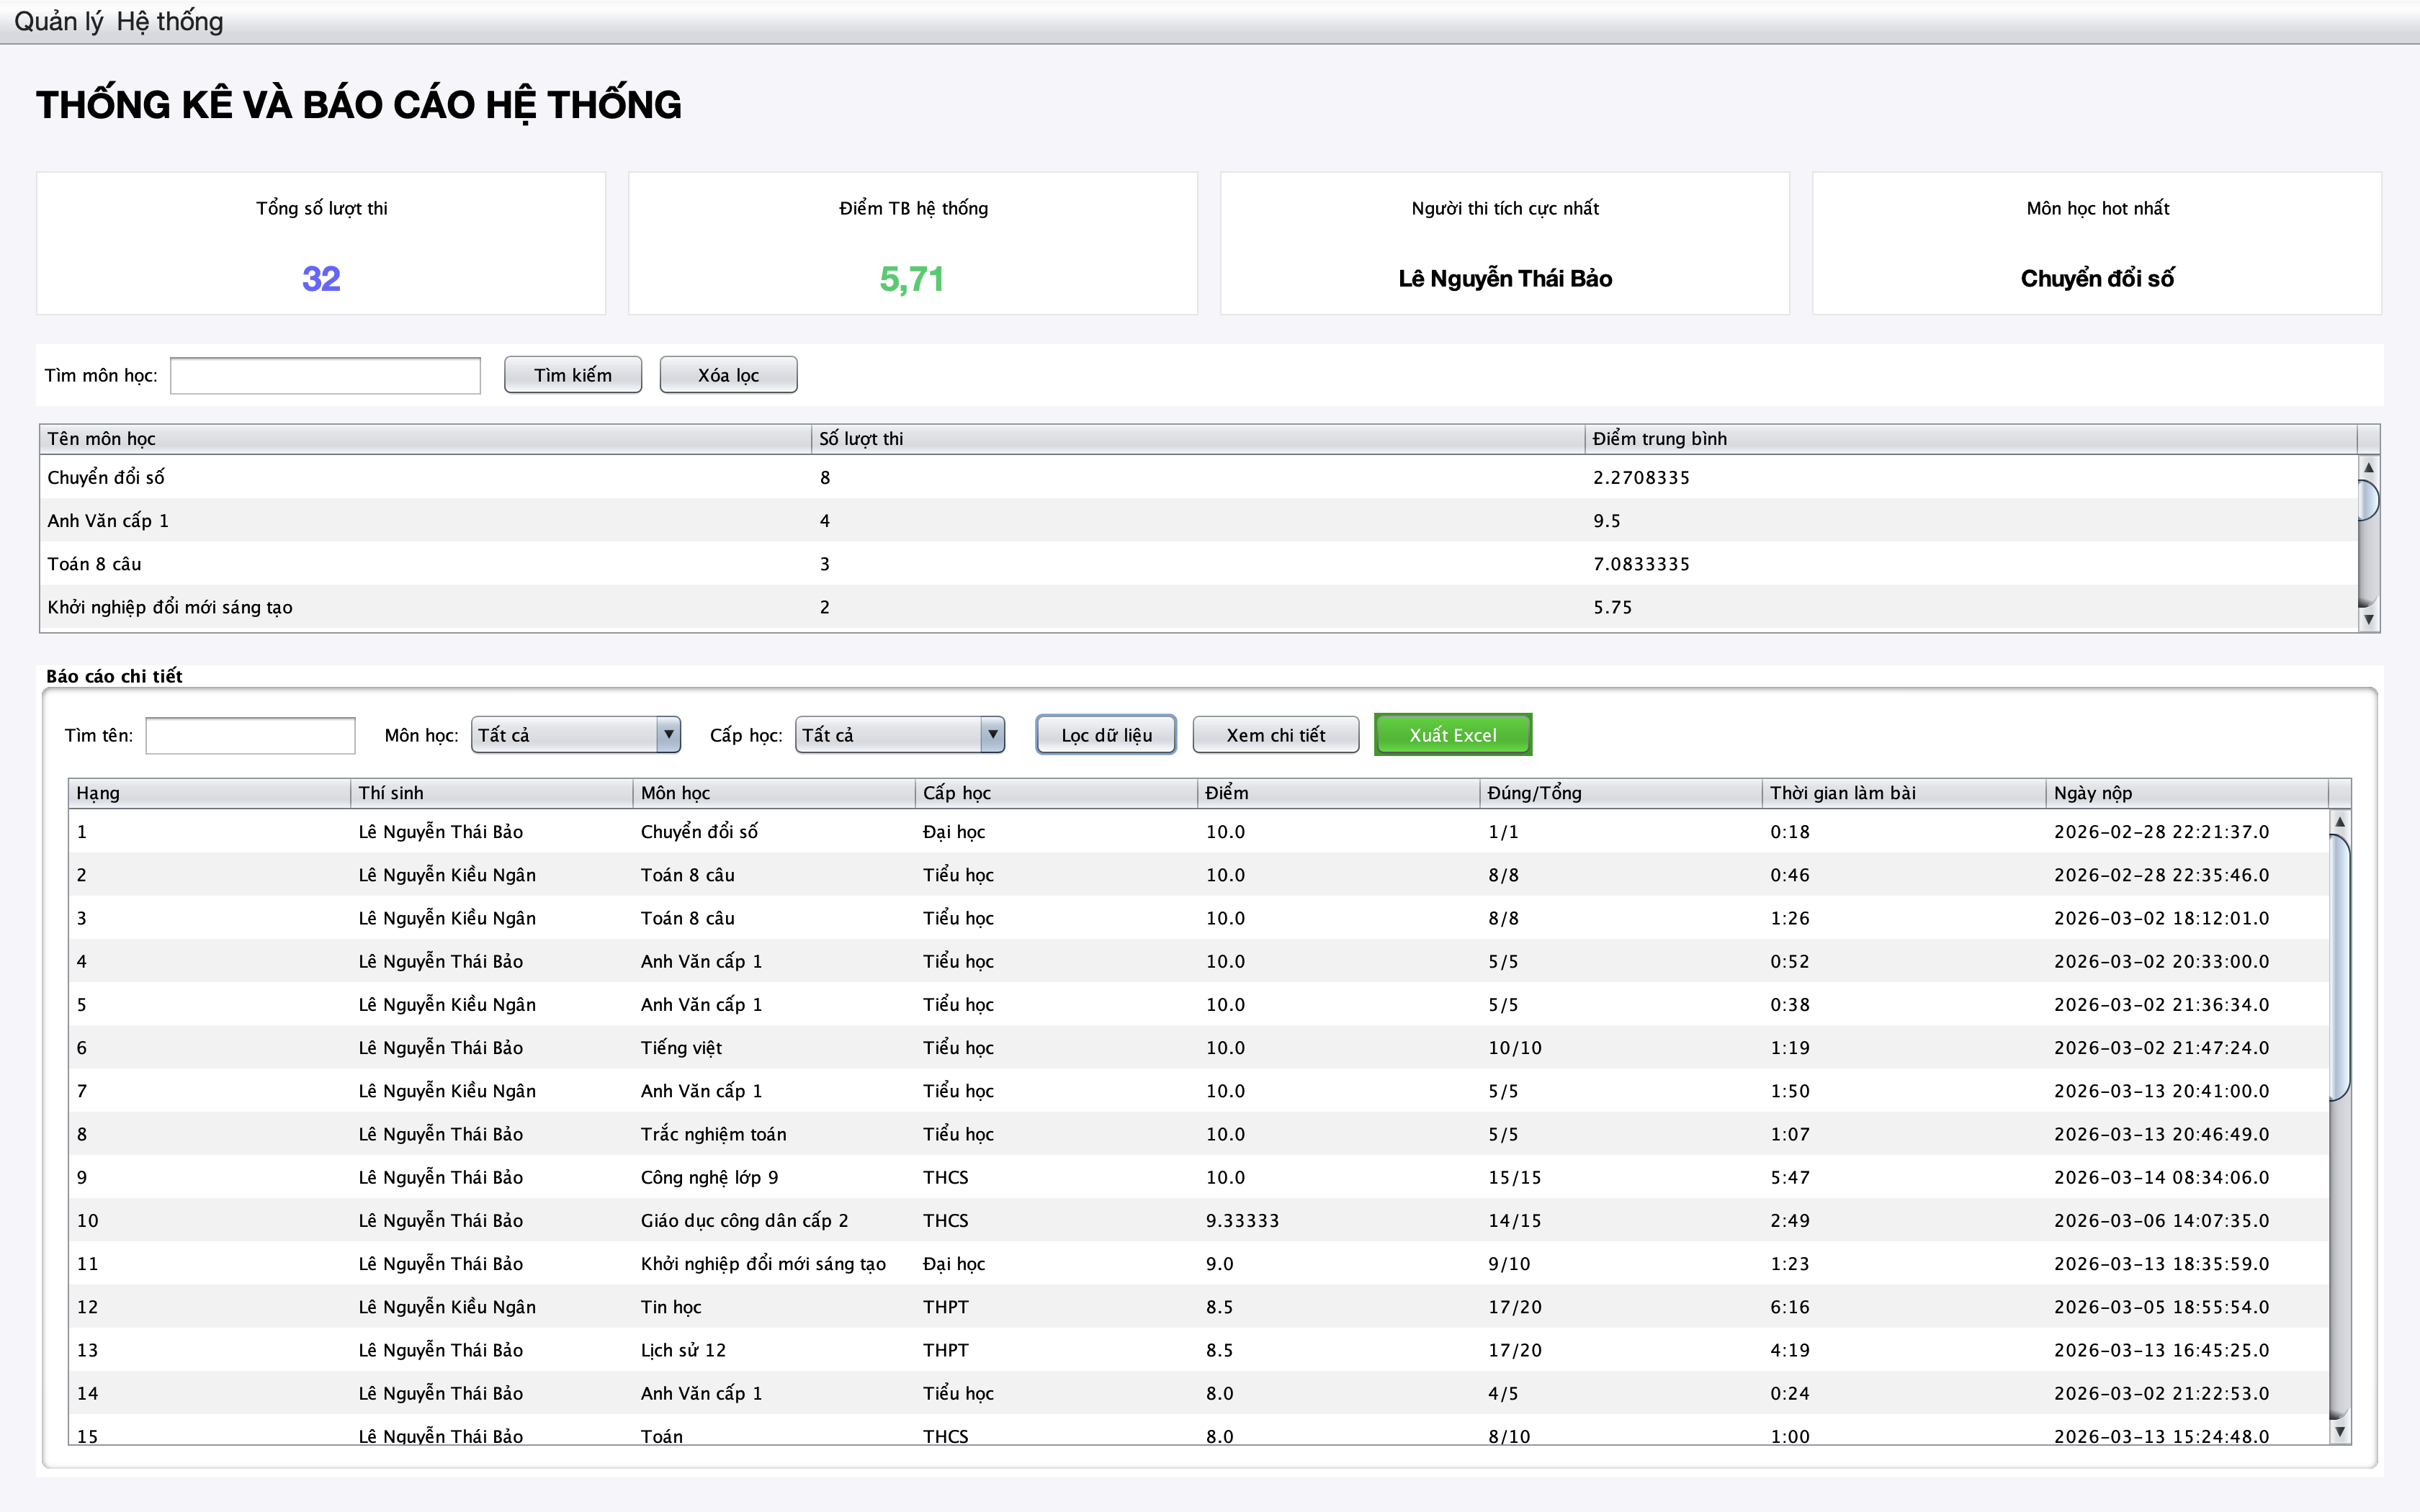 Quản lý Hệ thống
THỐNG KÊ VÀ BÁO CÁO HỆ THỐNG
Tổng số lượt thi
32
Điểm TB hệ thống
5,71
Người thi tích cực nhất
Lê Nguyễn Thái Bảo
Môn học hot nhất
Chuyển đổi số
Tìm môn học: Tìm kiếm Xóa lọc
Tên môn học Số lượt thi Điểm trung bình
Chuyển đổi số 8 2.2708335
Anh Văn cấp 1 4 9.5
Toán 8 câu 3 7.0833335
Khởi nghiệp đổi mới sáng tạo 2 5.75
Báo cáo chi tiết
Tìm tên: Môn học: Tất cả Cấp học: Tất cả Lọc dữ liệu Xem chi tiết Xuất Excel
Hạng Thí sinh Môn học Cấp học Điểm Đúng/Tổng Thời gian làm bài Ngày nộp
1 Lê Nguyễn Thái Bảo Chuyển đổi số Đại học 10.0 1/1 0:18 2026-02-28 22:21:37.0
2 Lê Nguyễn Kiều Ngân Toán 8 câu Tiểu học 10.0 8/8 0:46 2026-02-28 22:35:46.0
3 Lê Nguyễn Kiều Ngân Toán 8 câu Tiểu học 10.0 8/8 1:26 2026-03-02 18:12:01.0
4 Lê Nguyễn Thái Bảo Anh Văn cấp 1 Tiểu học 10.0 5/5 0:52 2026-03-02 20:33:00.0
5 Lê Nguyễn Kiều Ngân Anh Văn cấp 1 Tiểu học 10.0 5/5 0:38 2026-03-02 21:36:34.0
6 Lê Nguyễn Thái Bảo Tiếng việt Tiểu học 10.0 10/10 1:19 2026-03-02 21:47:24.0
7 Lê Nguyễn Kiều Ngân Anh Văn cấp 1 Tiểu học 10.0 5/5 1:50 2026-03-13 20:41:00.0
8 Lê Nguyễn Thái Bảo Trắc nghiệm toán Tiểu học 10.0 5/5 1:07 2026-03-13 20:46:49.0
9 Lê Nguyễn Thái Bảo Công nghệ lớp 9 THCS 10.0 15/15 5:47 2026-03-14 08:34:06.0
10 Lê Nguyễn Thái Bảo Giáo dục công dân cấp 2 THCS 9.33333 14/15 2:49 2026-03-06 14:07:35.0
11 Lê Nguyễn Thái Bảo Khởi nghiệp đổi mới sáng tạo Đại học 9.0 9/10 1:23 2026-03-13 18:35:59.0
12 Lê Nguyễn Kiều Ngân Tin học THPT 8.5 17/20 6:16 2026-03-05 18:55:54.0
13 Lê Nguyễn Thái Bảo Lịch sử 12 THPT 8.5 17/20 4:19 2026-03-13 16:45:25.0
14 Lê Nguyễn Thái Bảo Anh Văn cấp 1 Tiểu học 8.0 4/5 0:24 2026-03-02 21:22:53.0
15 Lê Nguyễn Thái Bảo Toán THCS 8.0 8/10 1:00 2026-03-13 15:24:48.0